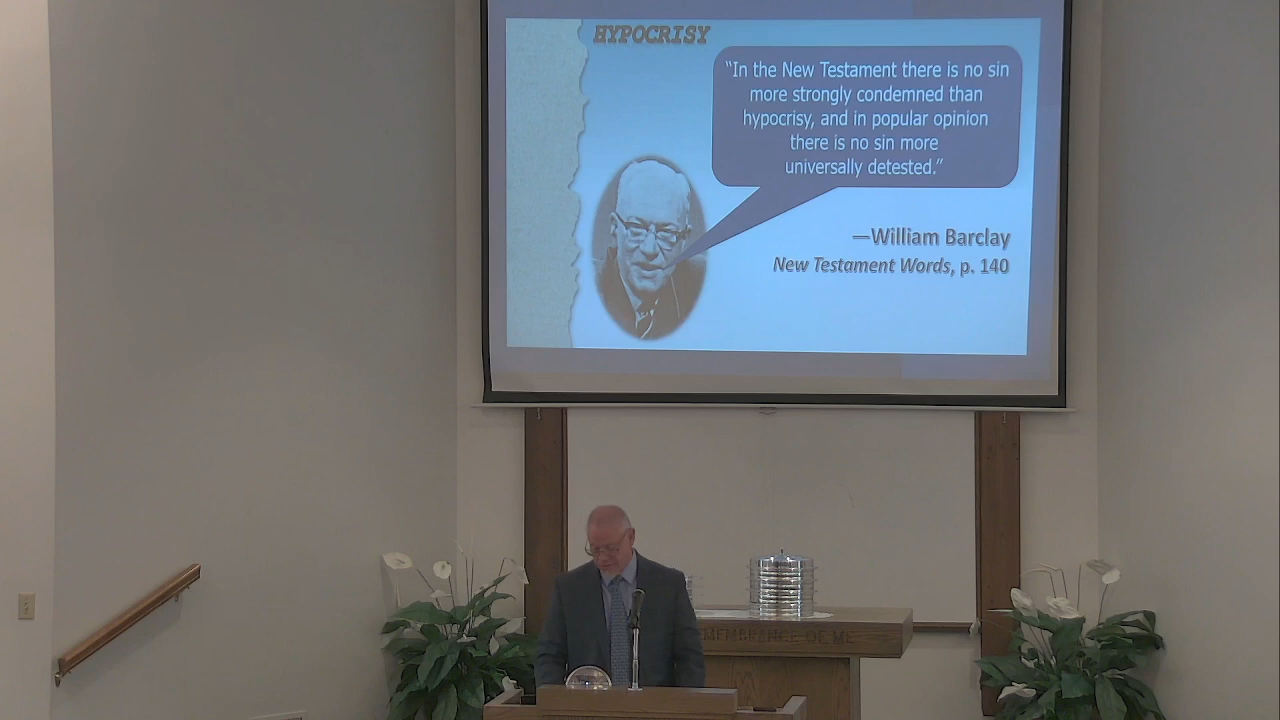 HYPOCRISY
“In the New Testament there is no sin
more strongly condemned than
hypocrisy, and in popular opinion
there is no sin more
universally detested.”
—William Barclay
New Testament Words, p. 140
MEMBRANCE OF ME